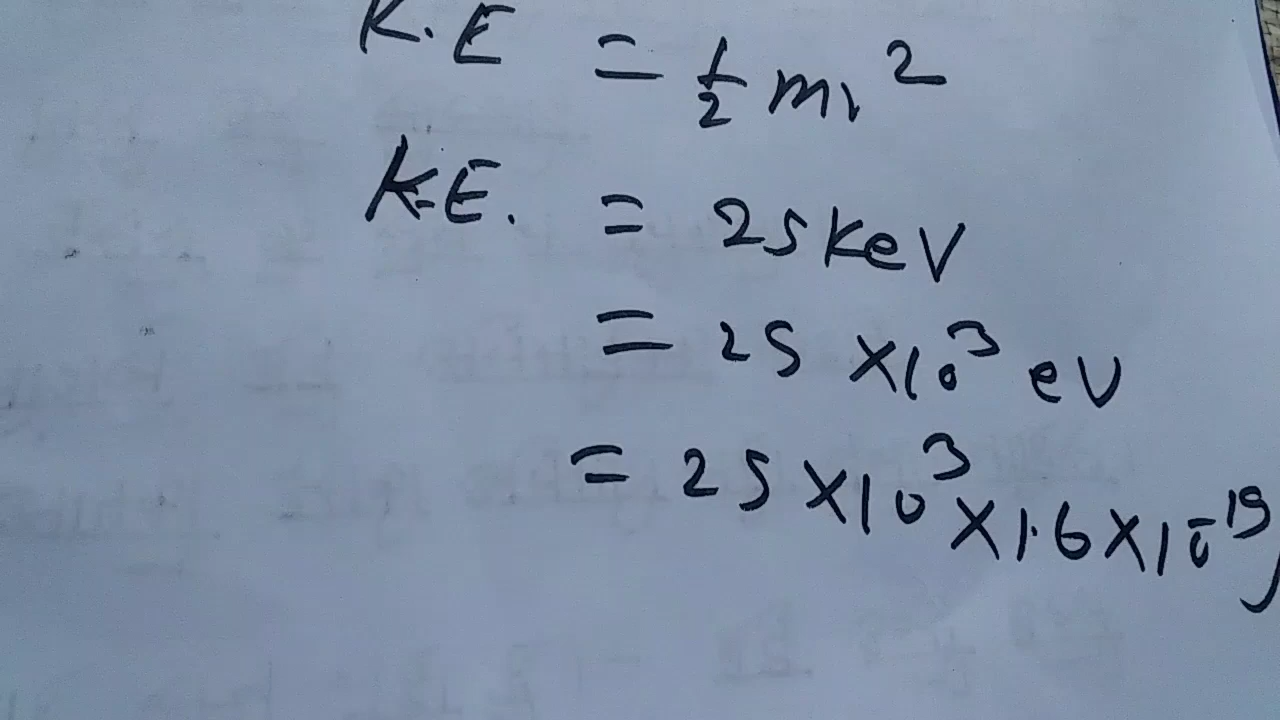 K.E = 1/2 mv²
K.E. = 25 KeV
= 25 × 10³ eV
= 25 × 10³ × 1.6 × 10⁻¹⁹ J